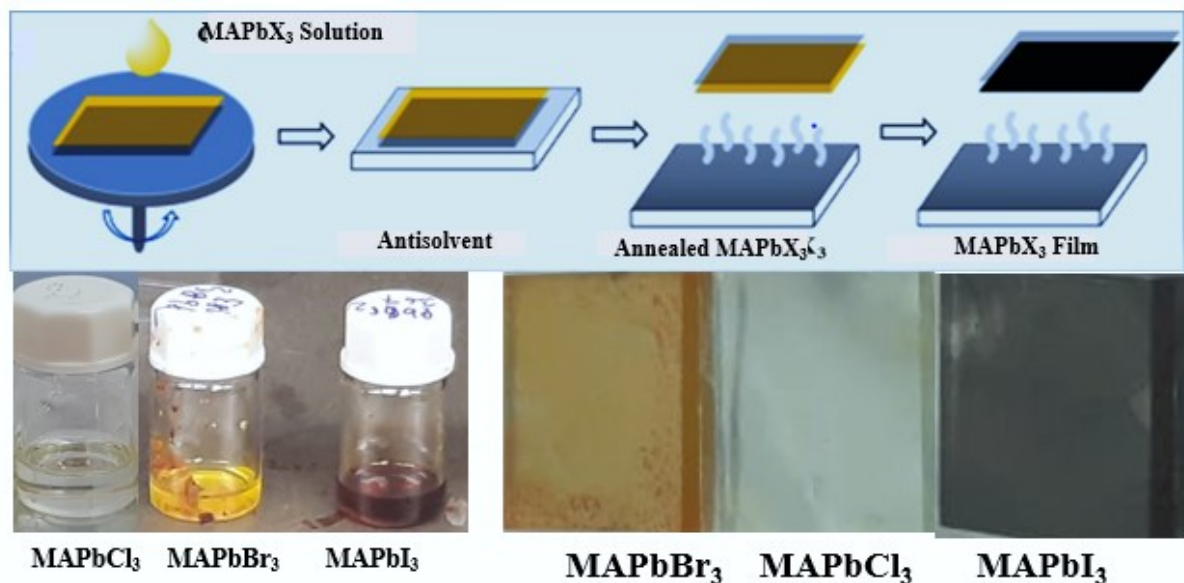 MAPbX₃ Solution
Antisolvent
Annealed MAPbX₃
MAPbX₃ Film
MAPbCl₃ MAPbBr₃ MAPbI₃
MAPbBr₃ MAPbCl₃ MAPbI₃